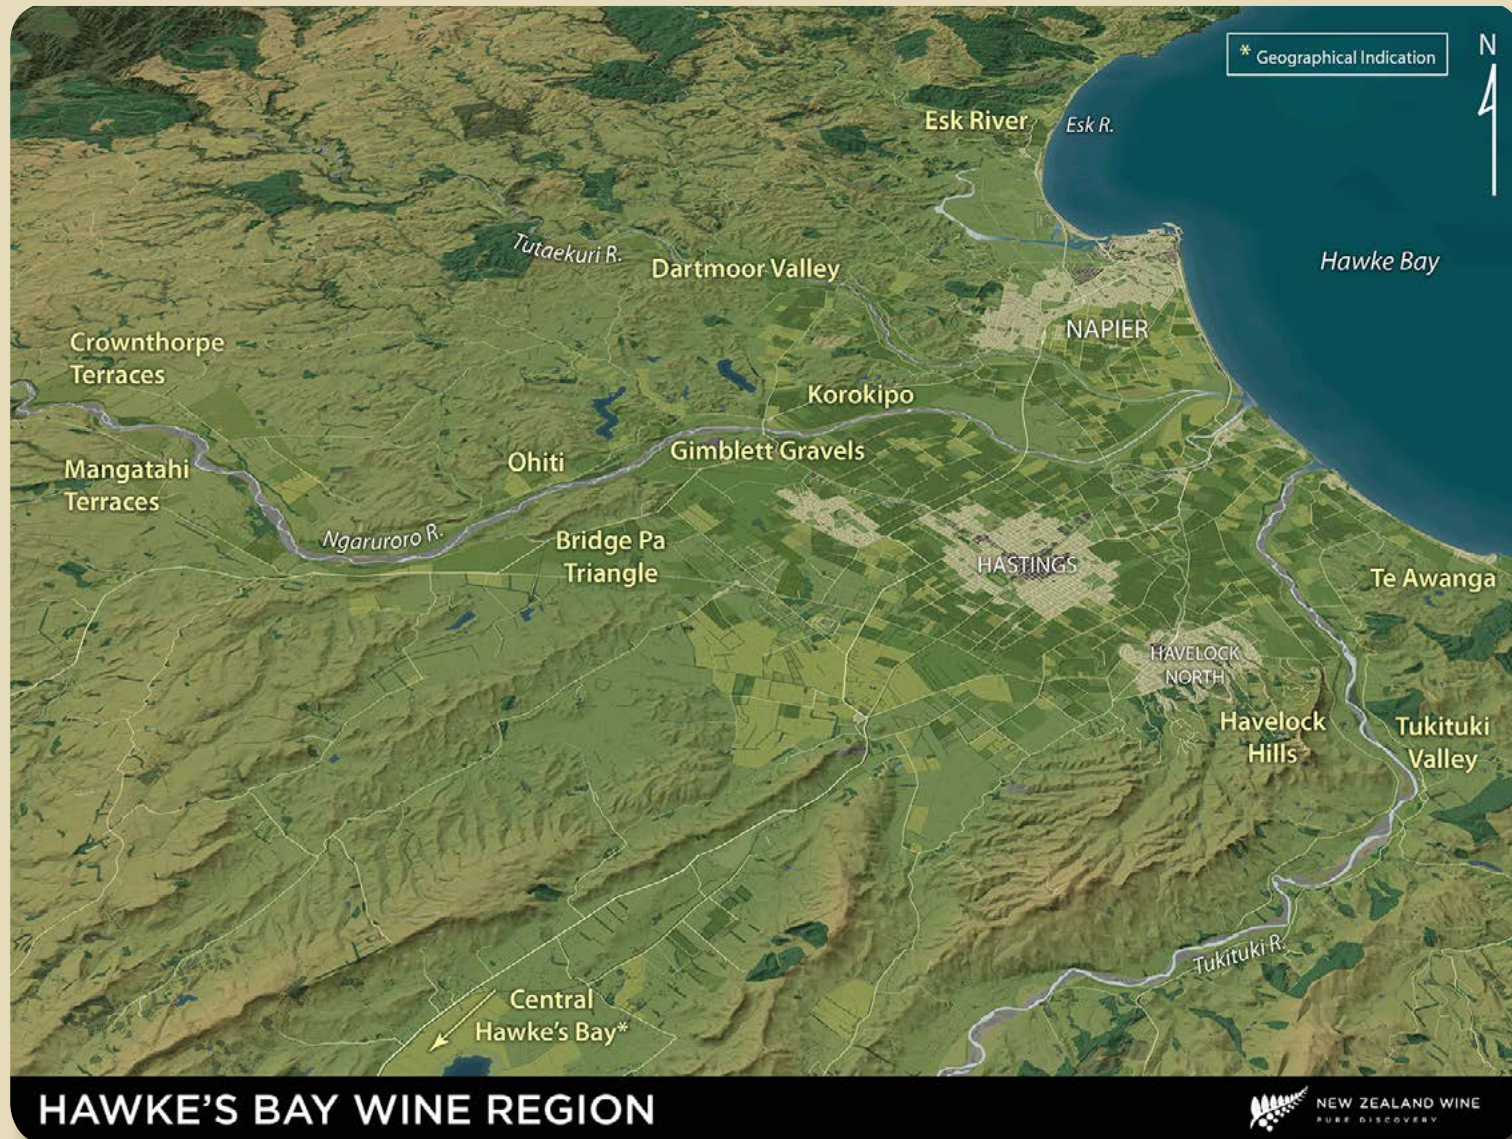 * Geographical Indication
N
Esk River
Esk R.
Tutaekuri R.
Dartmoor Valley
Hawke Bay
NAPIER
Crownthorpe
Terraces
Korokipo
Gimblett Gravels
Ohiti
Mangatahi
Terraces
Ngaruroro R.
Bridge Pa
Triangle
HASTINGS
Te Awanga
HAVELOCK
NORTH
Havelock
Hills
Tukituki
Valley
Tukituki R.
Central
Hawke's Bay*
HAWKE'S BAY WINE REGION
NEW ZEALAND WINE
PURE DISCOVERY